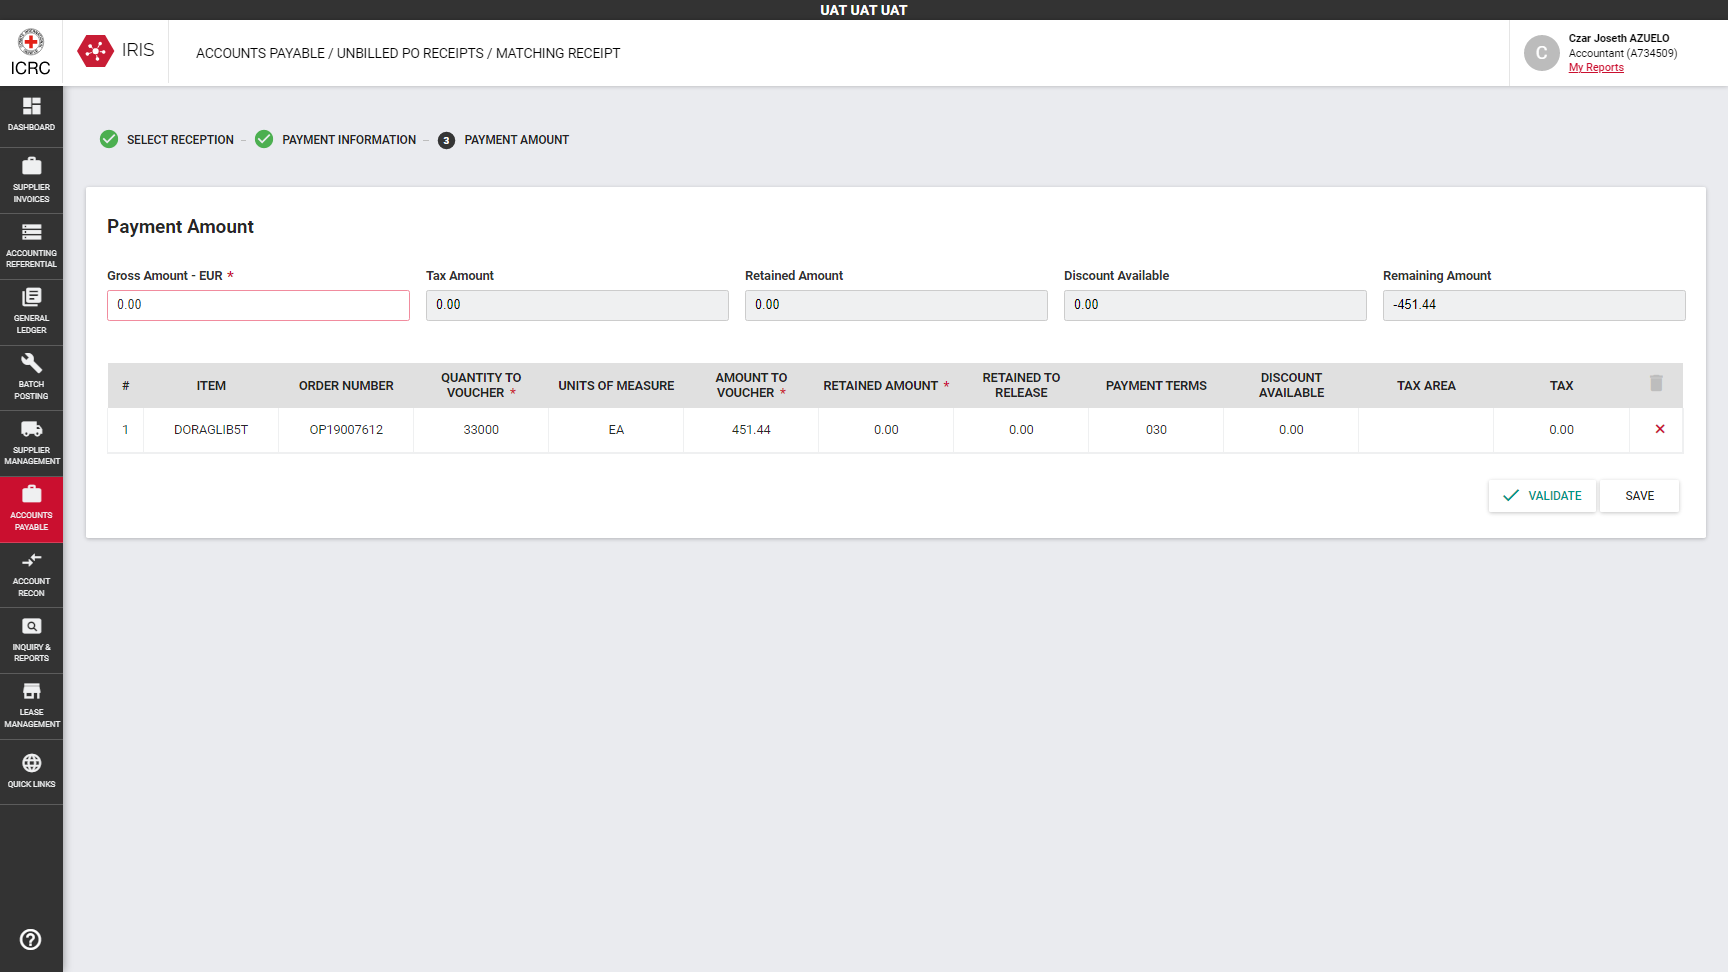 UAT UAT UAT
ICRC
IRIS
ACCOUNTS PAYABLE / UNBILLED PO RECEIPTS / MATCHING RECEIPT
C
Czar Joseth AZUELO
Accountant (A734509)
My Reports
DASHBOARD
SUPPLIER
INVOICES
ACCOUNTING
REFERENTIAL
GENERAL
LEDGER
BATCH
POSTING
SUPPLIER
MANAGEMENT
ACCOUNTS
PAYABLE
ACCOUNT
RECON
INQUIRY &
REPORTS
LEASE
MANAGEMENT
QUICK LINKS
SELECT RECEPTION – PAYMENT INFORMATION – 3 PAYMENT AMOUNT
Payment Amount
Gross Amount - EUR * Tax Amount Retained Amount Discount Available Remaining Amount
0.00 0.00 0.00 0.00 -451.44
# ITEM ORDER NUMBER QUANTITY TO VOUCHER * UNITS OF MEASURE AMOUNT TO VOUCHER * RETAINED AMOUNT * RETAINED TO RELEASE PAYMENT TERMS DISCOUNT AVAILABLE TAX AREA TAX
1 DORAGLIB5T OP19007612 33000 EA 451.44 0.00 0.00 030 0.00 0.00
VALIDATE SAVE